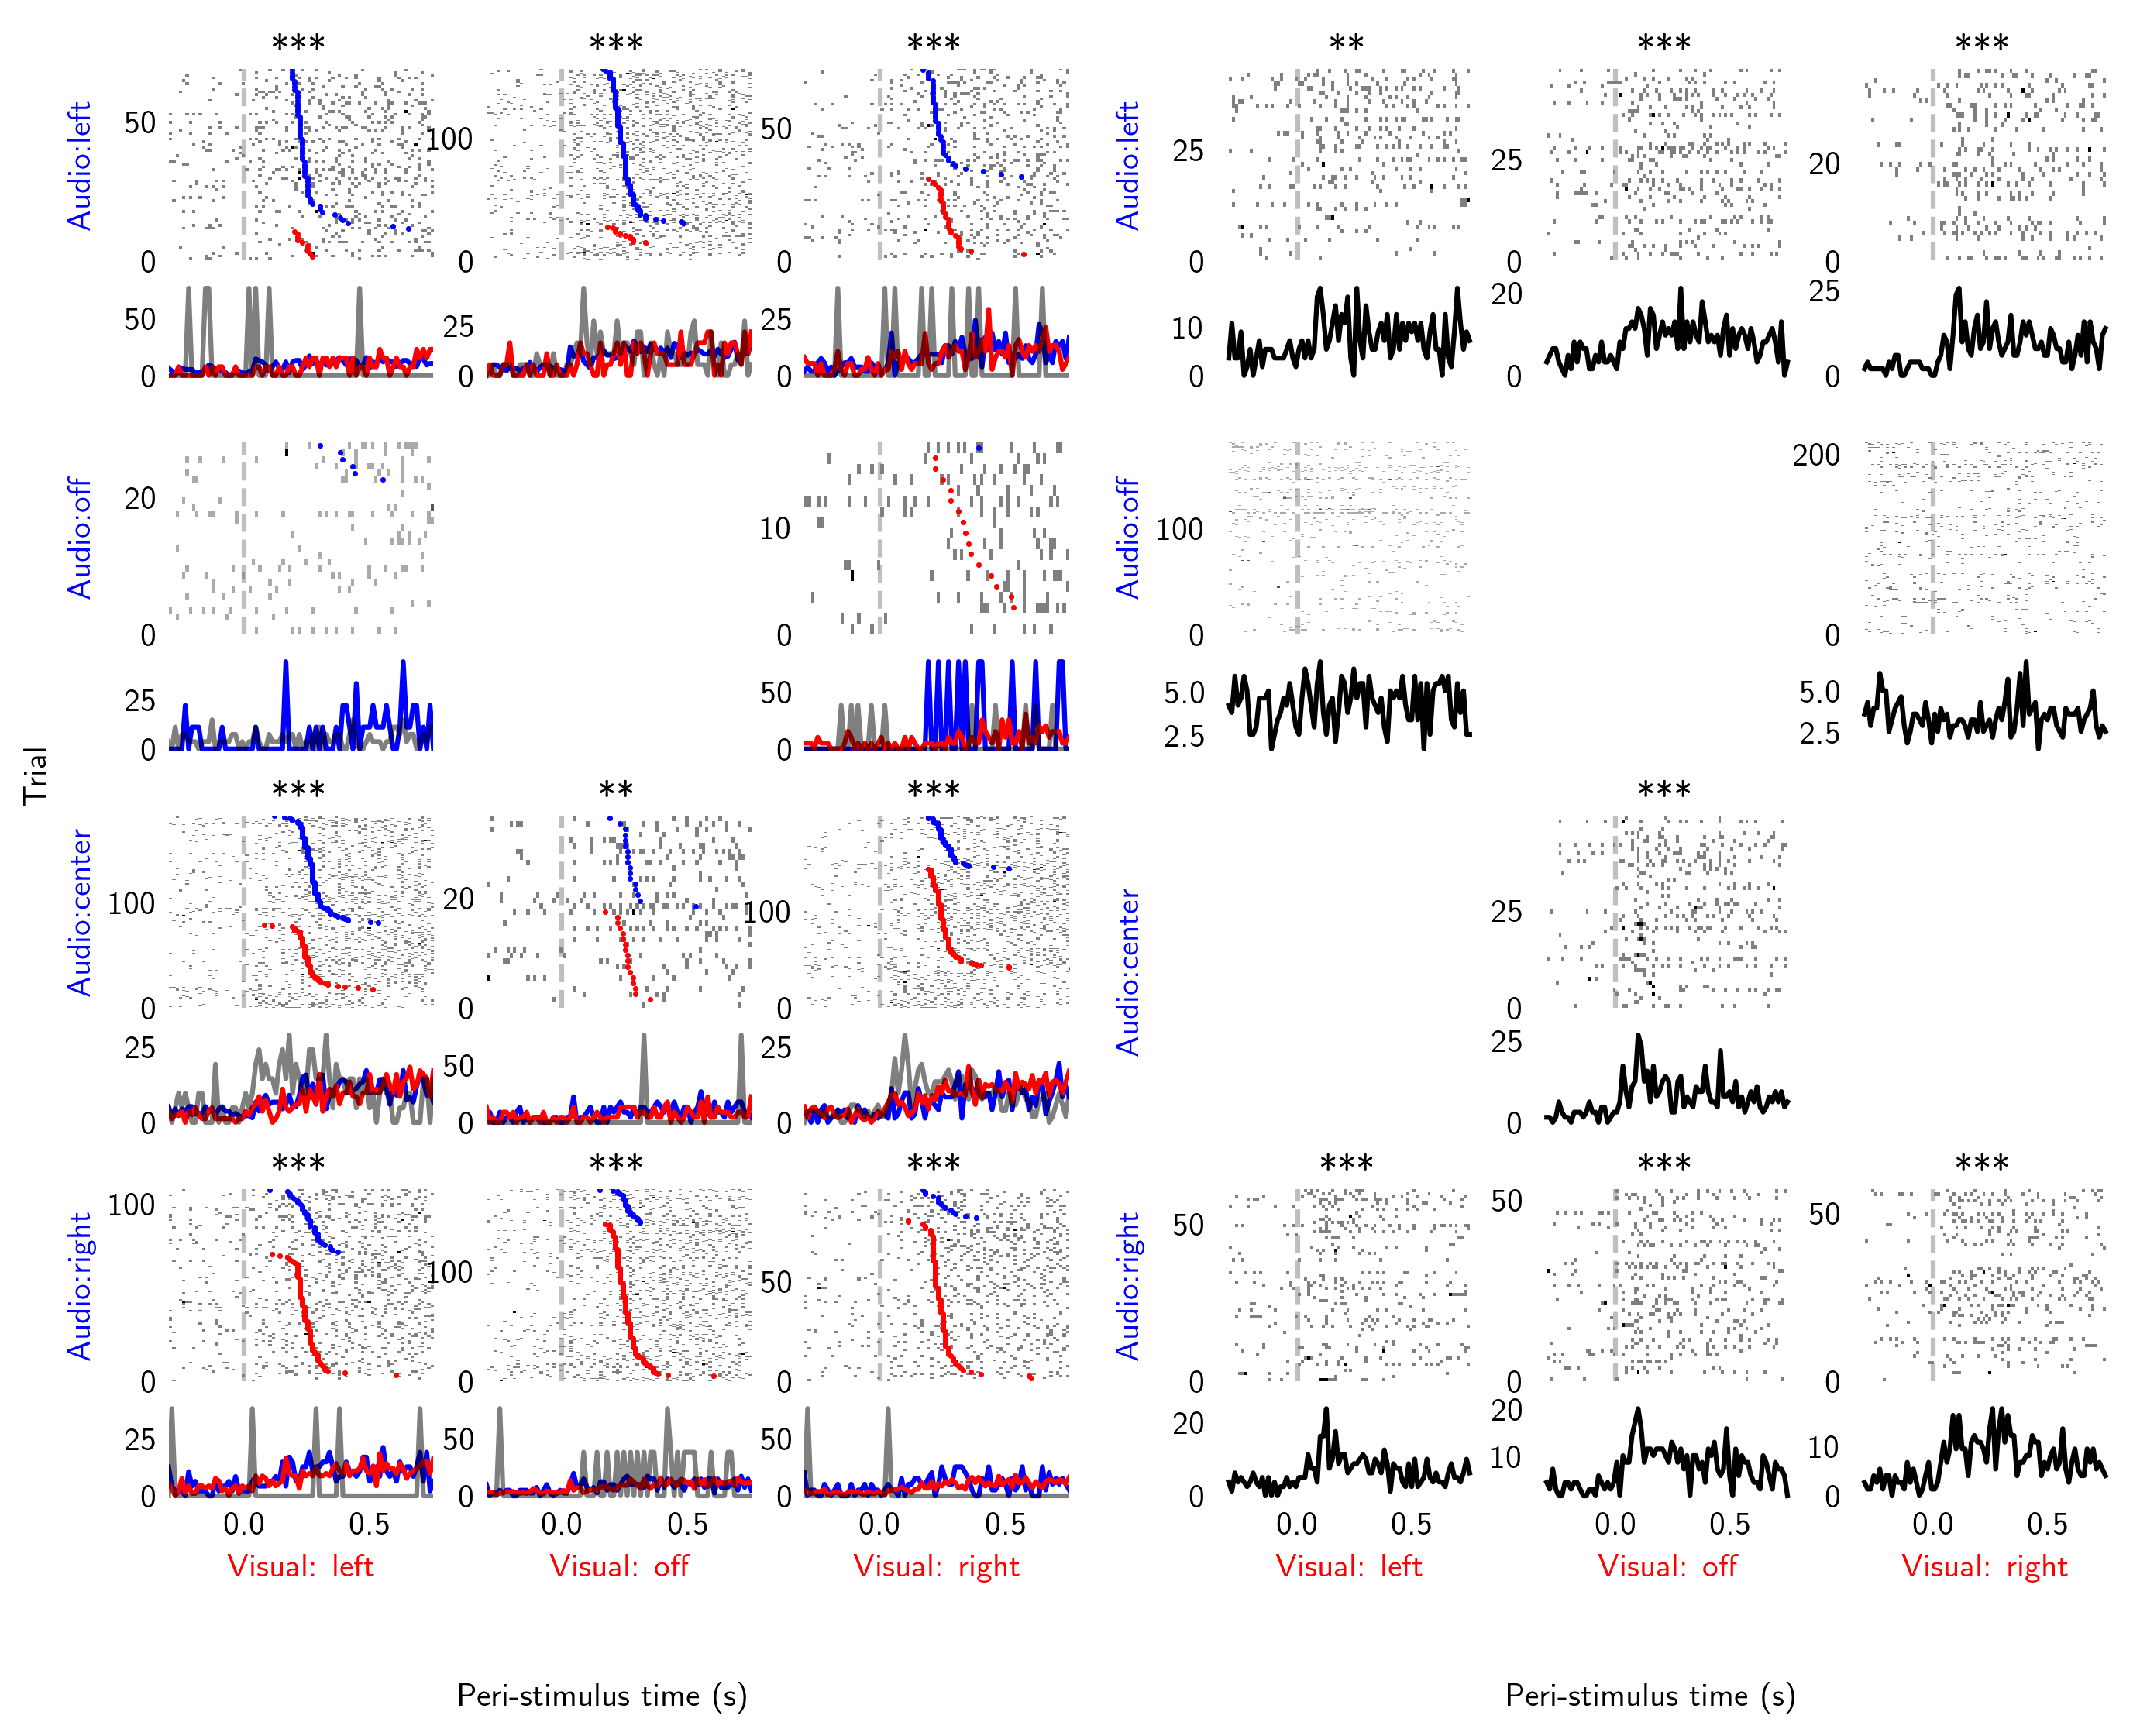 *** *** *** ** *** ***
Audio:left 50 0 100 0 50 0 Audio:left 25 0 25 0 20 0
50 0 25 0 25 0 10 0 20 0 25 0
Audio:off 20 0 10 0 Audio:off 100 0 200 0
25 0 50 0 5.0 2.5 5.0 2.5
Trial
*** ** *** ***
Audio:center 100 0 20 0 100 0 Audio:center 25 0
25 0 50 0 25 0 25 0
*** *** *** *** *** ***
Audio:right 100 0 100 0 50 0 Audio:right 50 0 50 0 50 0
25 0 50 0 50 0 20 0 20 10 0 10 0
0.0 0.5 0.0 0.5 0.0 0.5 0.0 0.5 0.0 0.5 0.0 0.5
Visual: left Visual: off Visual: right Visual: left Visual: off Visual: right
Peri-stimulus time (s) Peri-stimulus time (s)